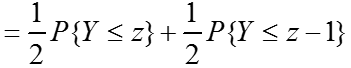 = 1/2 P{Y ≤ z} + 1/2 P{Y ≤ z − 1}